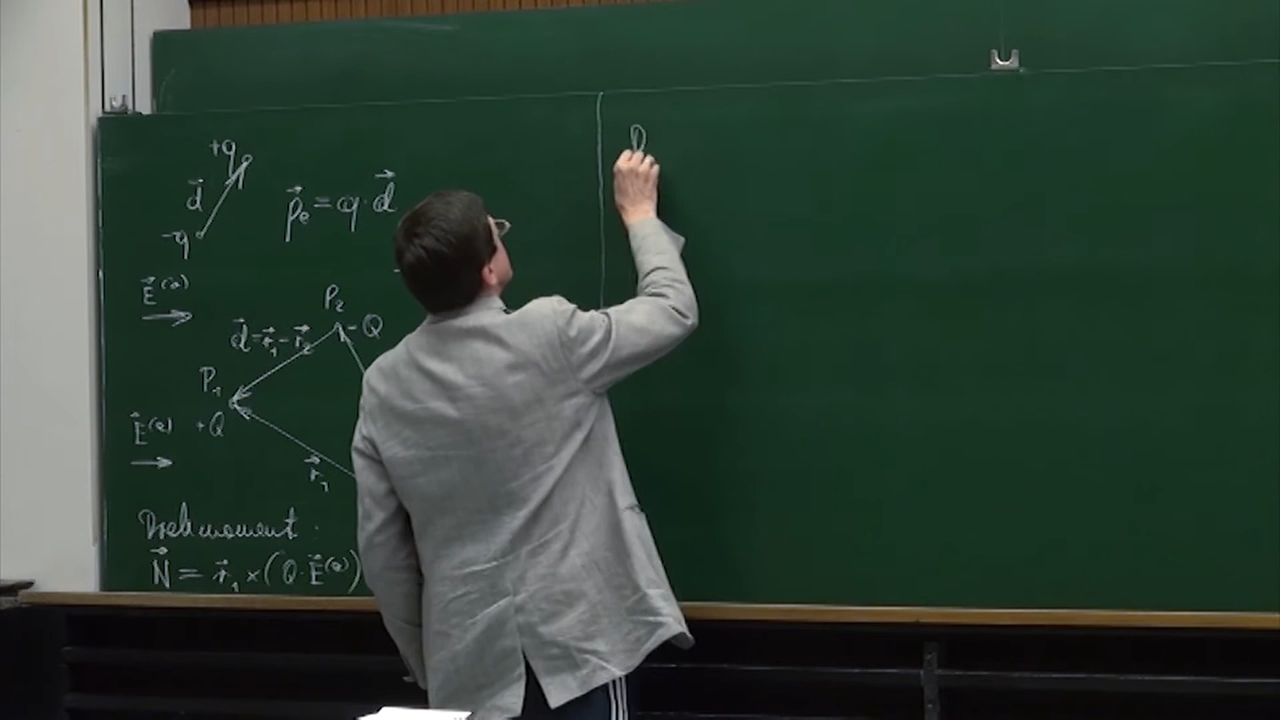 +q
d⃗
-q
p⃗ₑ = q · d⃗
E⃗⁽ᵃ⁾
P₂
-Q
d⃗ = r⃗₁ - r⃗₂
P₁
E⃗⁽ᵃ⁾ +Q
r⃗₁
Drehmoment :
N⃗ = r⃗₁ × (Q · E⃗⁽ᵃ⁾)
D